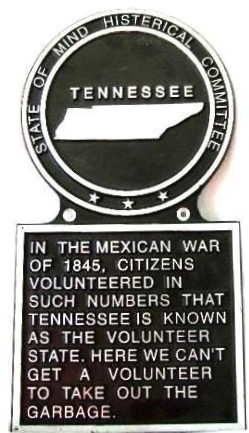 STATE OF MIND HISTERICAL COMMITTEE
TENNESSEE
IN THE MEXICAN WAR
OF 1845, CITIZENS
VOLUNTEERED IN
SUCH NUMBERS THAT
TENNESSEE IS KNOWN
AS THE VOLUNTEER
STATE. HERE WE CAN'T
GET A VOLUNTEER
TO TAKE OUT THE
GARBAGE.